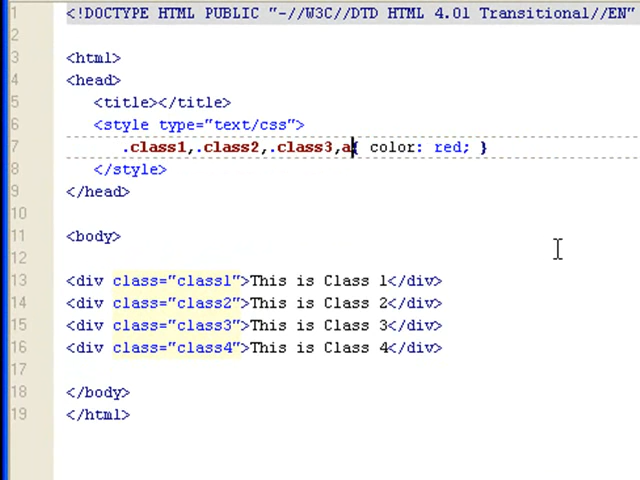 1 <!DOCTYPE HTML PUBLIC "-//W3C//DTD HTML 4.01 Transitional//EN"
2
3 <html>
4 <head>
5 <title></title>
6 <style type="text/css">
7 .class1,.class2,.class3,a{ color: red; }
8 </style>
9 </head>
10
11 <body>
12
13 <div class="class1">This is Class 1</div>
14 <div class="class2">This is Class 2</div>
15 <div class="class3">This is Class 3</div>
16 <div class="class4">This is Class 4</div>
17
18 </body>
19 </html>